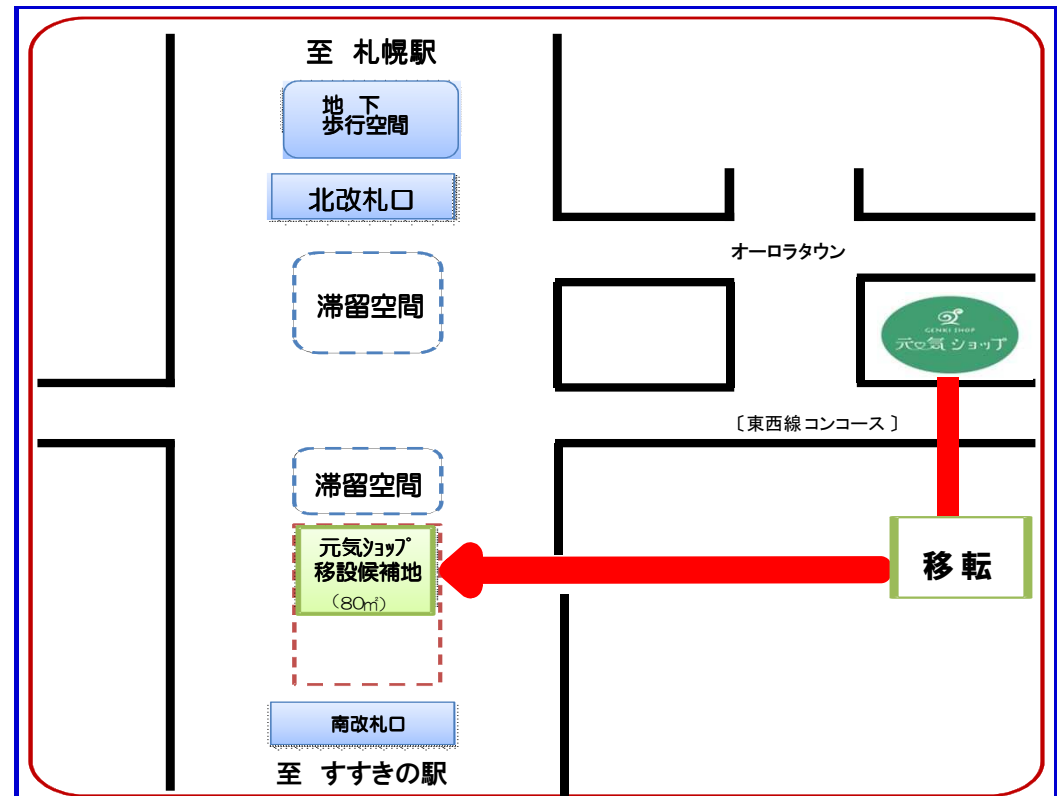 至 札幌駅
地 下
歩行空間
北改札口
オーロラタウン
滞留空間
GENKI SHOP
元気ショップ
〔東西線コンコース〕
滞留空間
元気ショップ
移設候補地
(80㎡)
移 転
南改札口
至 すすきの駅